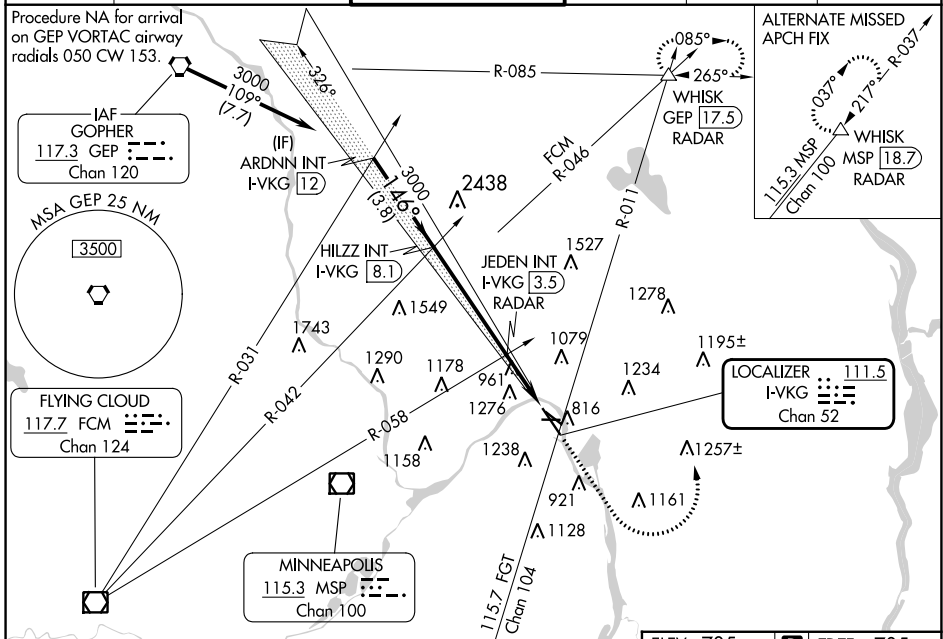 Procedure NA for arrival
on GEP VORTAC airway
radials 050 CW 153.
IAF
GOPHER
117.3 GEP
Chan 120
3000
109°
(7.7)
326°
(IF)
ARDNN INT
I-VKG 12
3000
146°
(3.8)
R-085
085°
265°
WHISK
GEP 17.5
RADAR
FCM
R-046
R-011
ALTERNATE MISSED
APCH FIX
R-037
037°
217°
WHISK
MSP 18.7
RADAR
115.3 MSP
Chan 100
MSA GEP 25 NM
3500
2438
HILZZ INT
I-VKG 8.1
JEDEN INT
I-VKG 3.5
RADAR
1527
1278
1549
1743
1290
1178
1079
1195±
961
1234
1276
816
R-031
R-042
R-058
LOCALIZER 111.5
I-VKG
Chan 52
FLYING CLOUD
117.7 FCM
Chan 124
1158
1238
1257±
921
1161
1128
MINNEAPOLIS
115.3 MSP
Chan 100
115.7 FGT
Chan 104